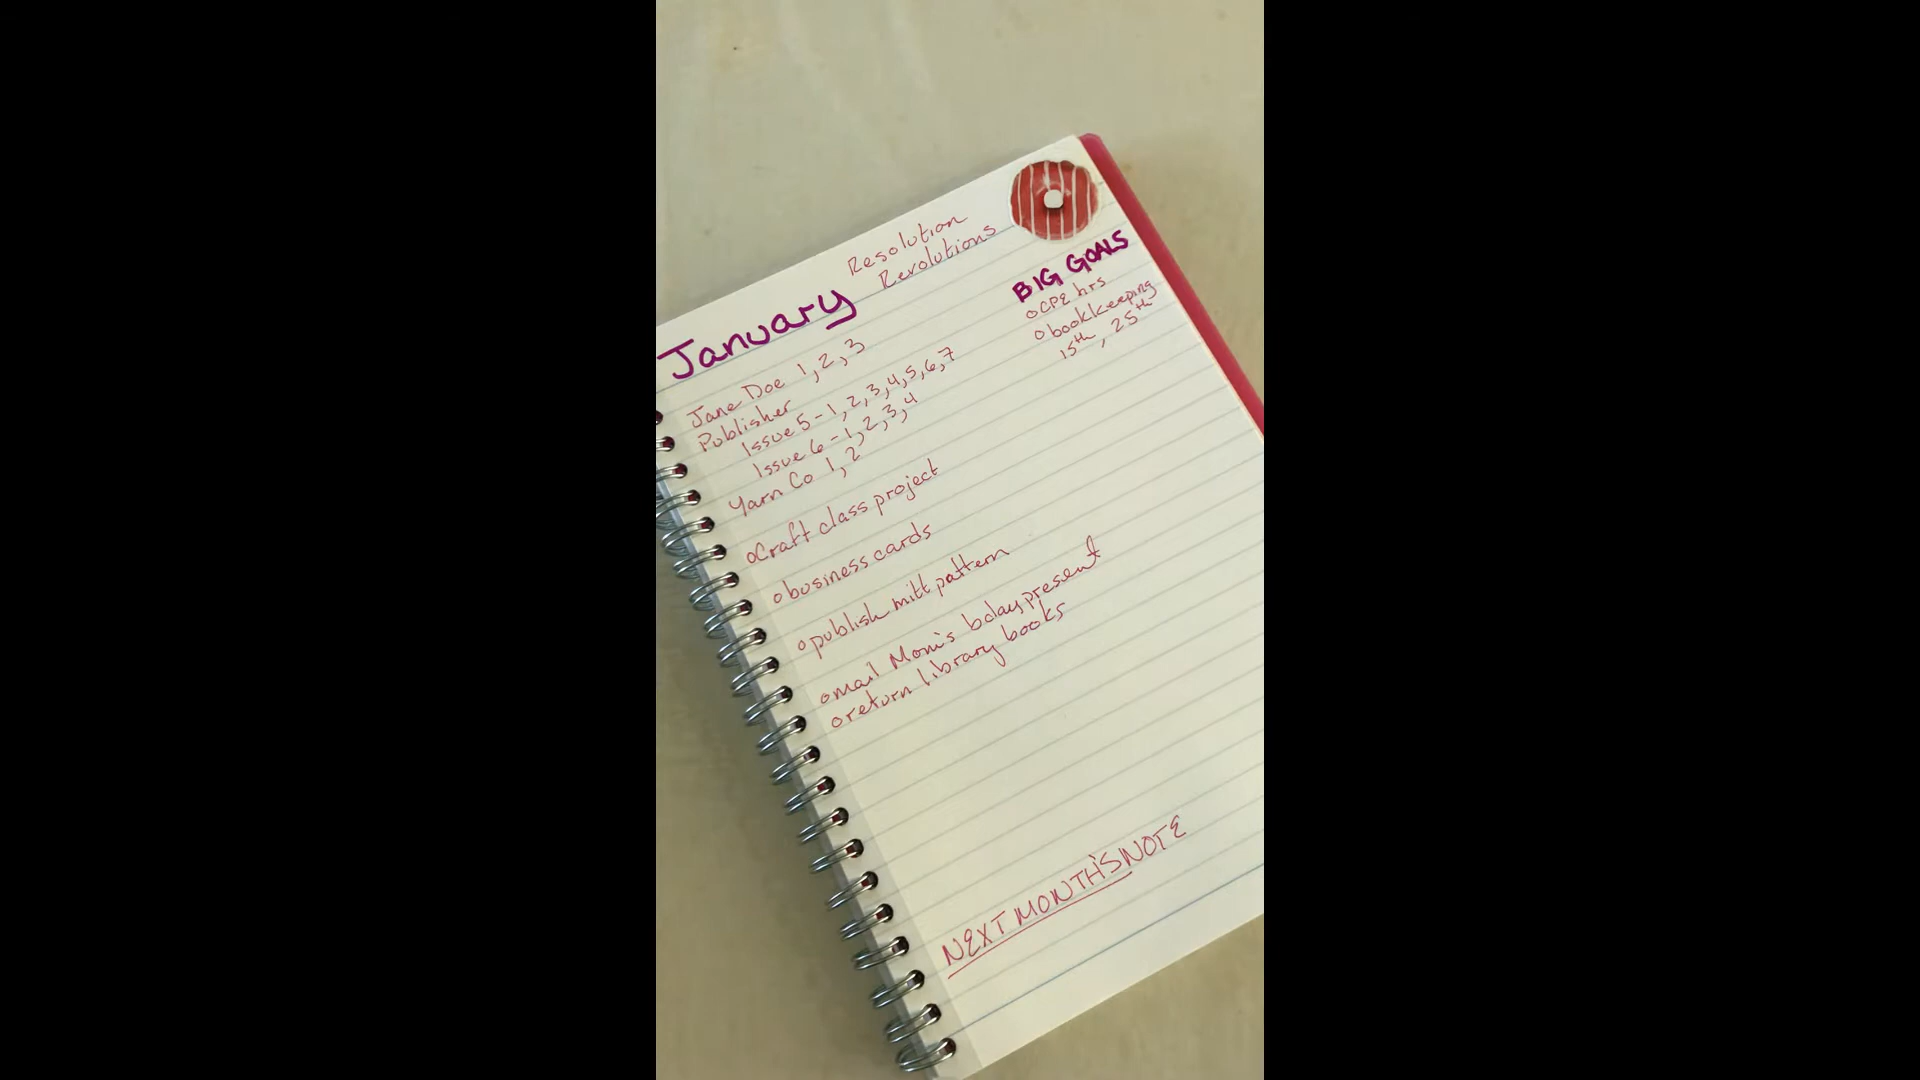 Resolution
Revolutions
January
BIG GOALS
o CPE hrs
o bookkeeping
15th, 25th
Jane Doe 1, 2, 3
Publisher
Issue 5 - 1, 2, 3, 4, 5, 6, 7
Issue 6 - 1, 2, 3, 4
Yarn Co 1, 2
o Craft class project
o business cards
o publish mitt pattern
o mail Mom's bday present
o return library books
NEXT MONTH'S NOTE